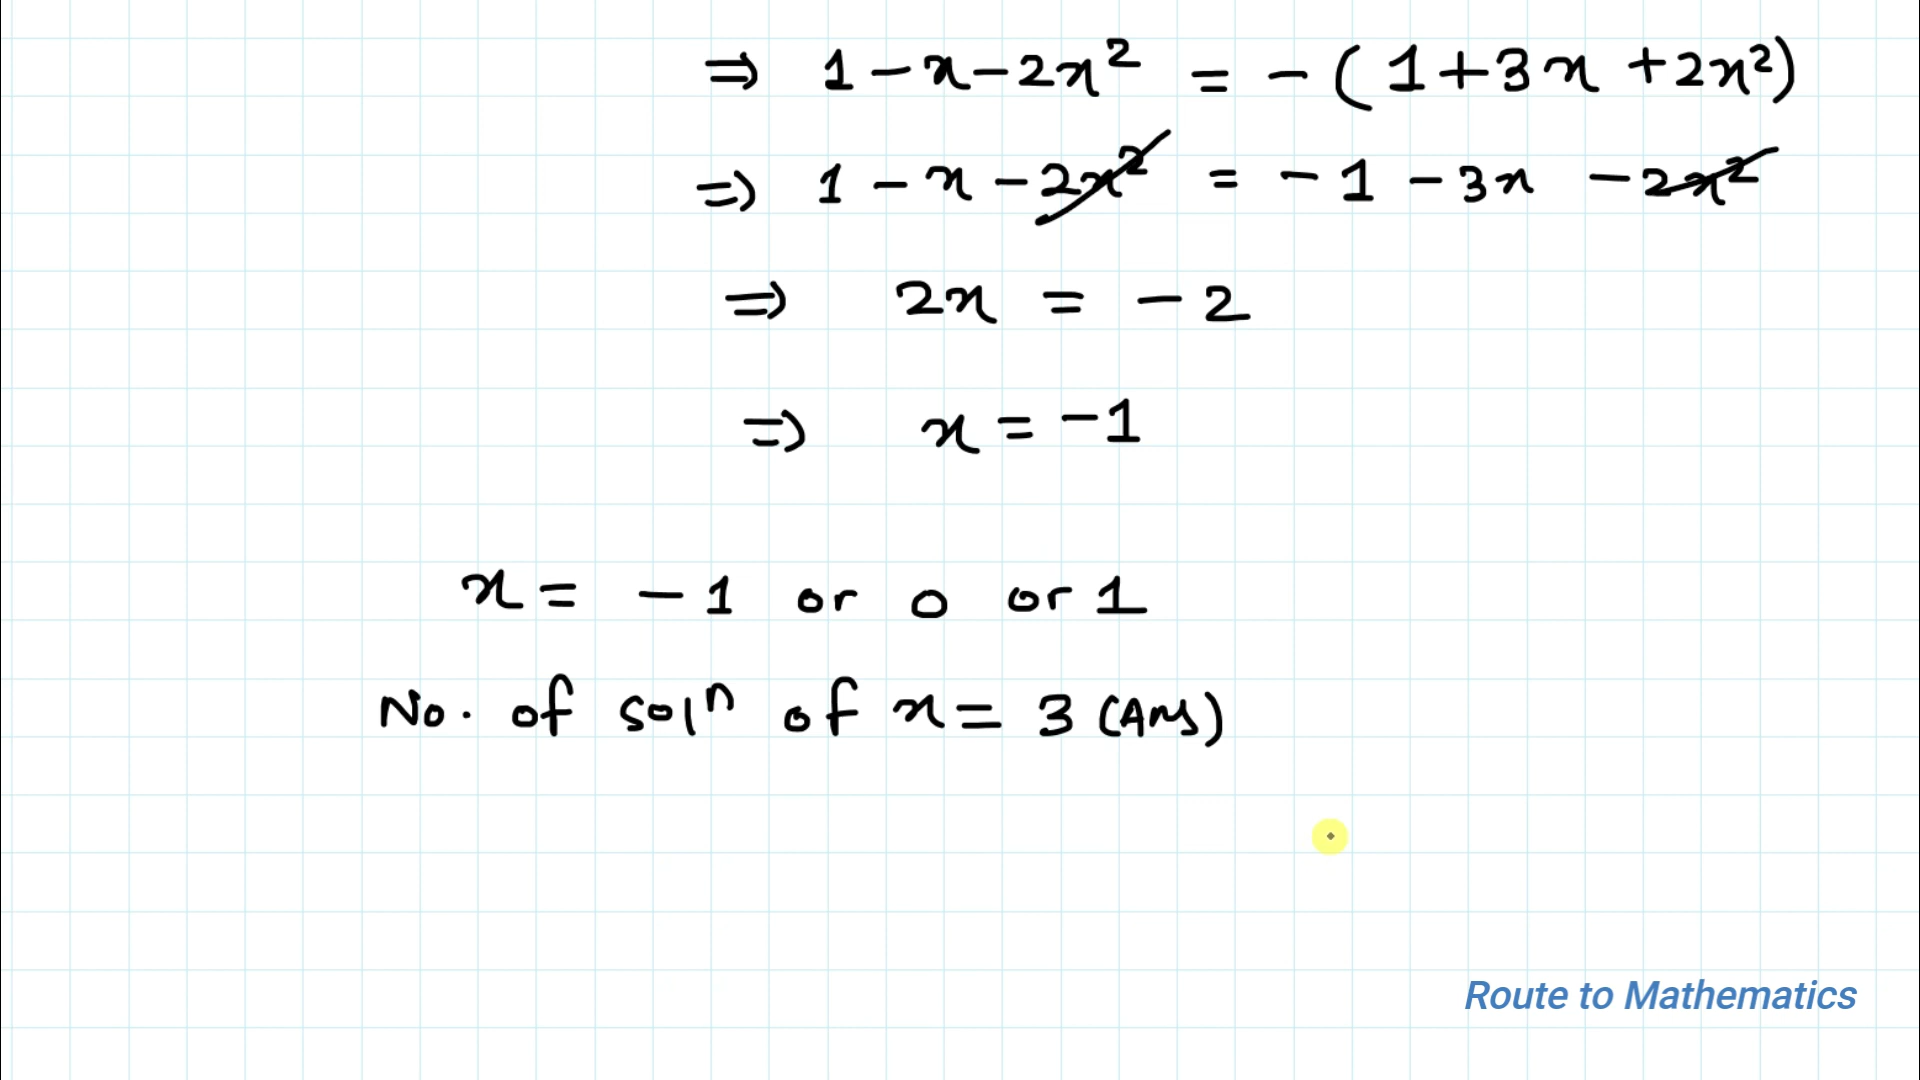 ⇒ 1 - x - 2x² = - (1 + 3x + 2x²)
⇒ 1 - x - 2x² = - 1 - 3x - 2x²
⇒ 2x = - 2
⇒ x = - 1
x = - 1 or 0 or 1
No. of solⁿ of x = 3 (Ans)
Route to Mathematics